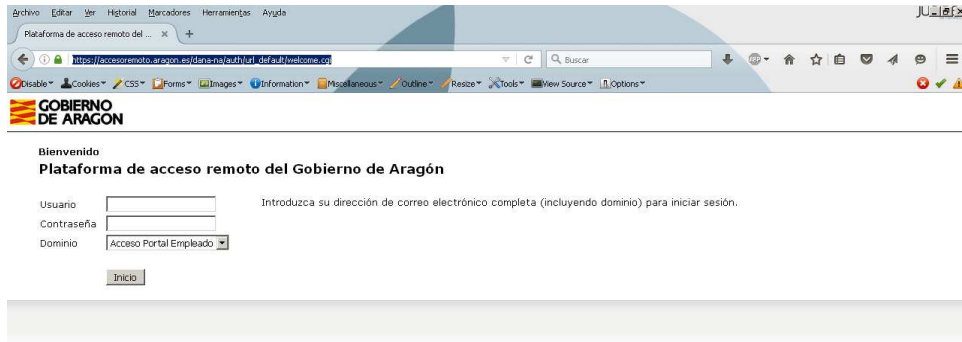 Archivo Editar Ver Historial Marcadores Herramientas Ayuda
Plataforma de acceso remoto del ... × +
https://accesoremoto.aragon.es/dana-na/auth/url_default/welcome.cgi Buscar
Disable Cookies CSS Forms Images Information Miscellaneous Outline Resize Tools View Source Options
GOBIERNO
DE ARAGON
Bienvenido
Plataforma de acceso remoto del Gobierno de Aragón
Usuario Introduzca su dirección de correo electrónico completa (incluyendo dominio) para iniciar sesión.
Contraseña
Dominio Acceso Portal Empleado
Inicio